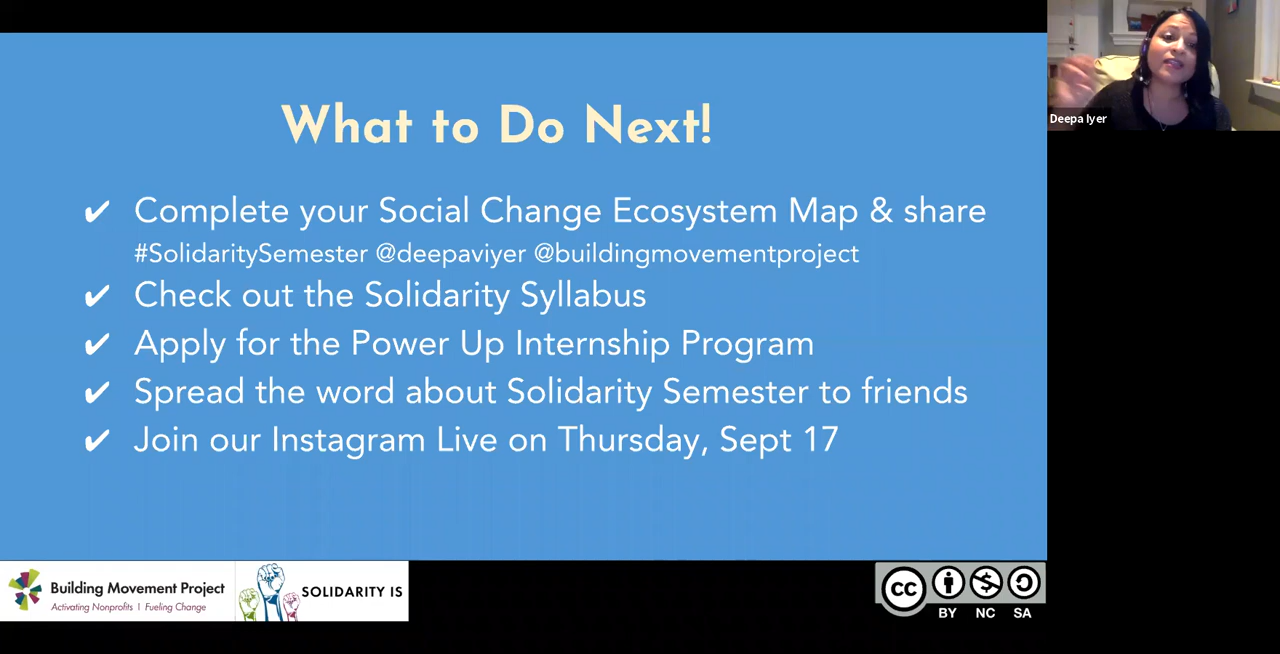 What to Do Next!
✔ Complete your Social Change Ecosystem Map & share
#SolidaritySemester @deepaviyer @buildingmovementproject
✔ Check out the Solidarity Syllabus
✔ Apply for the Power Up Internship Program
✔ Spread the word about Solidarity Semester to friends
✔ Join our Instagram Live on Thursday, Sept 17
Deepa Iyer
Building Movement Project
Activating Nonprofits | Fueling Change
SOLIDARITY IS
CC
BY NC SA